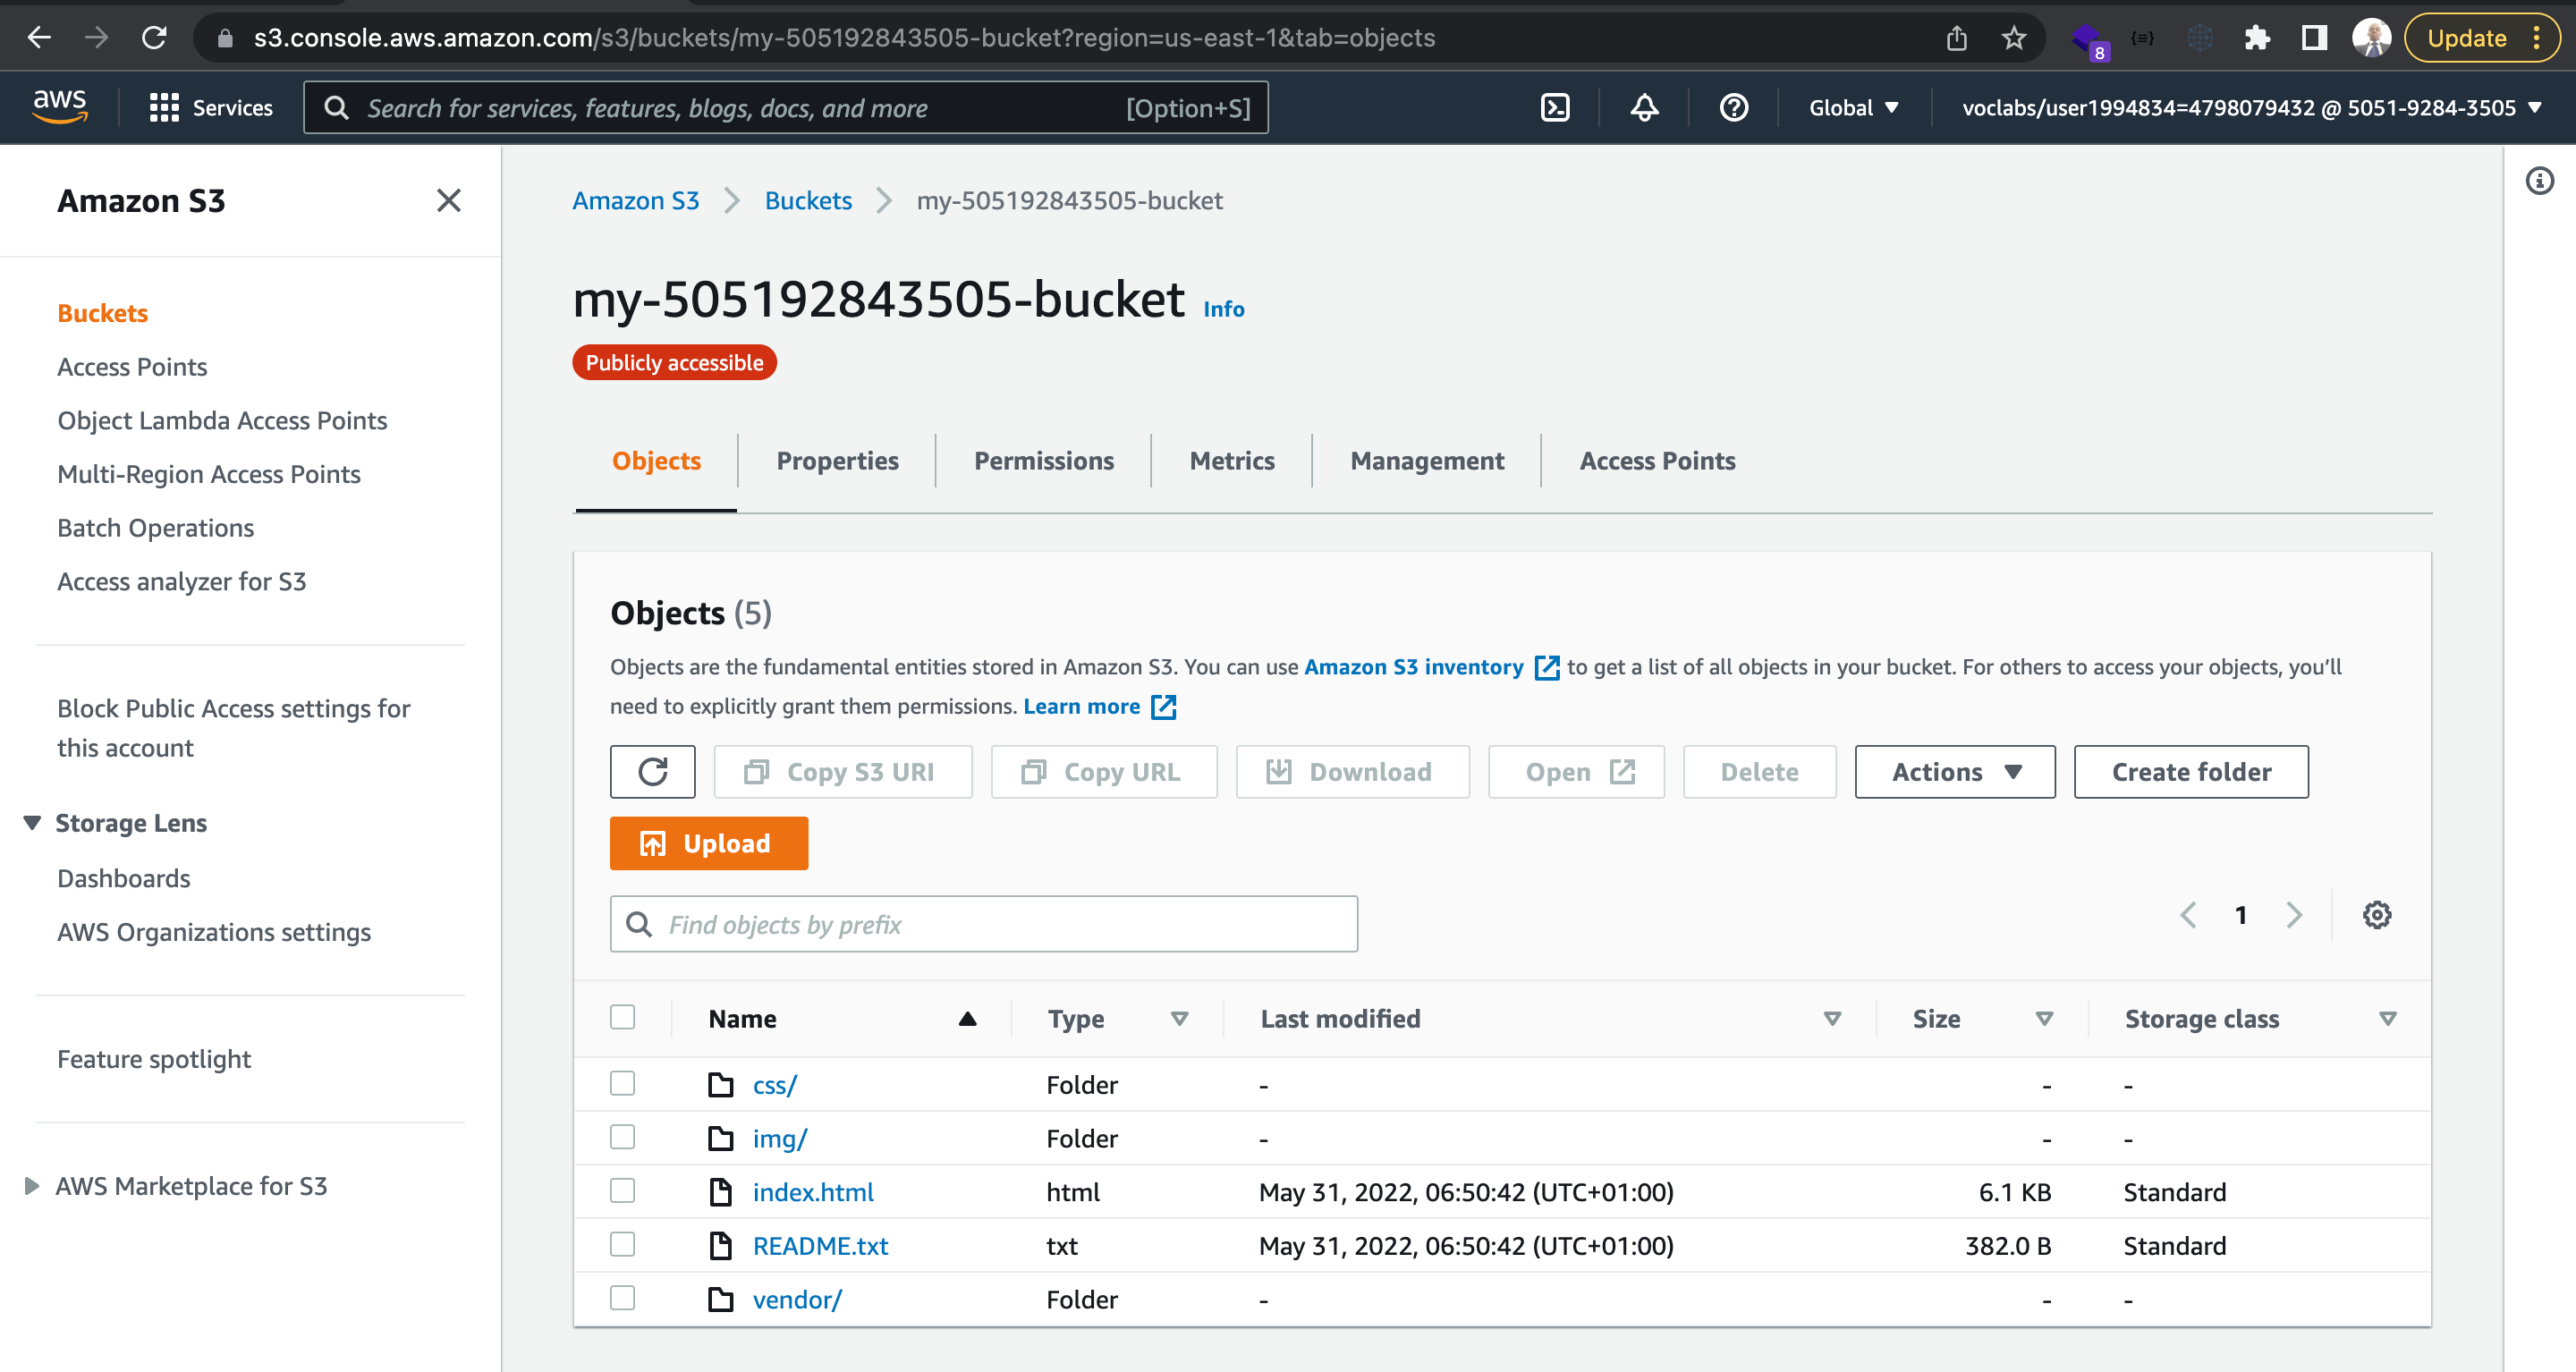 s3.console.aws.amazon.com/s3/buckets/my-505192843505-bucket?region=us-east-1&tab=objects
8
{≡}
Update
aws
Services
Search for services, features, blogs, docs, and more
[Option+S]
Global
voclabs/user1994834=4798079432 @ 5051-9284-3505
Amazon S3
Buckets
Access Points
Object Lambda Access Points
Multi-Region Access Points
Batch Operations
Access analyzer for S3
Block Public Access settings for
this account
Storage Lens
Dashboards
AWS Organizations settings
Feature spotlight
AWS Marketplace for S3
Amazon S3 > Buckets > my-505192843505-bucket
my-505192843505-bucket Info
Publicly accessible
Objects Properties Permissions Metrics Management Access Points
Objects (5)
Objects are the fundamental entities stored in Amazon S3. You can use Amazon S3 inventory to get a list of all objects in your bucket. For others to access your objects, you’ll
need to explicitly grant them permissions. Learn more
Copy S3 URI Copy URL Download Open Delete Actions Create folder
Upload
Find objects by prefix
1
Name Type Last modified Size Storage class
css/ Folder - - -
img/ Folder - - -
index.html html May 31, 2022, 06:50:42 (UTC+01:00) 6.1 KB Standard
README.txt txt May 31, 2022, 06:50:42 (UTC+01:00) 382.0 B Standard
vendor/ Folder - - -